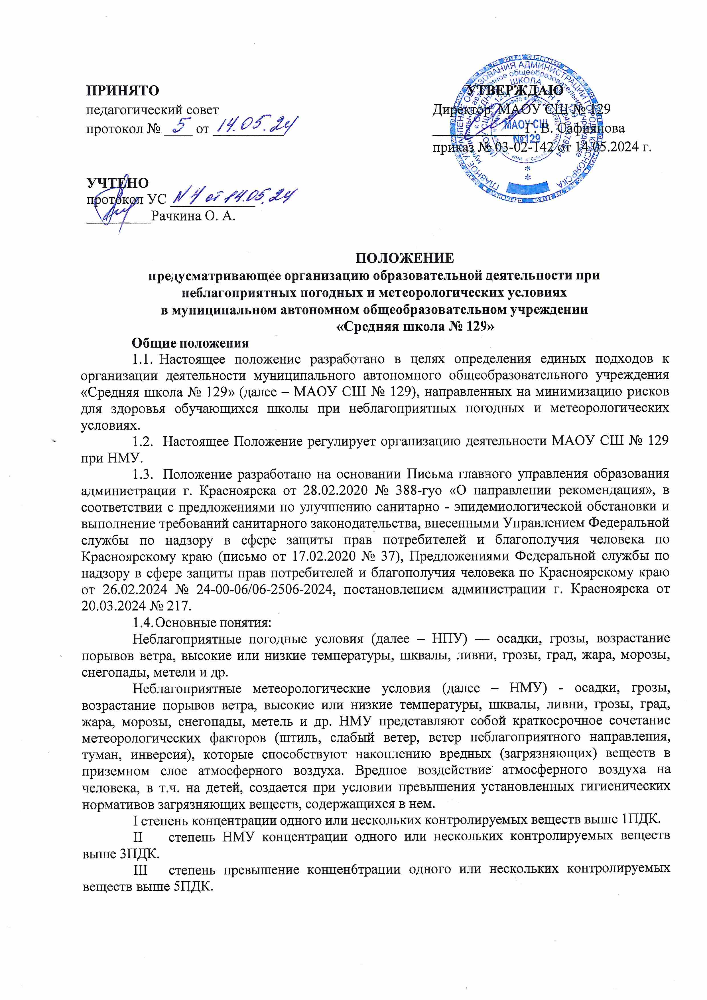 ПРИНЯТО
педагогический совет
протокол № 5 от 14.05.24
УТВЕРЖДАЮ
Директор МАОУ СШ № 129
Г. В. Сафиянова
приказ № 03-02-142 от 14.05.2024 г.
ГЛАВНОЕ УПРАВЛЕНИЕ ОБРАЗОВАНИЯ АДМИНИСТРАЦИИ ГОРОДА КРАСНОЯРСКА
МАОУ СШ
№129
УЧТЕНО
протокол УС N 4 от 14.05.24
Рачкина О. А.
ПОЛОЖЕНИЕ
предусматривающее организацию образовательной деятельности при
неблагоприятных погодных и метеорологических условиях
в муниципальном автономном общеобразовательном учреждении
«Средняя школа № 129»
Общие положения
1.1. Настоящее положение разработано в целях определения единых подходов к
организации деятельности муниципального автономного общеобразовательного учреждения
«Средняя школа № 129» (далее – МАОУ СШ № 129), направленных на минимизацию рисков
для здоровья обучающихся школы при неблагоприятных погодных и метеорологических
условиях.
1.2. Настоящее Положение регулирует организацию деятельности МАОУ СШ № 129
при НМУ.
1.3. Положение разработано на основании Письма главного управления образования
администрации г. Красноярска от 28.02.2020 № 388-гуо «О направлении рекомендация», в
соответствии с предложениями по улучшению санитарно - эпидемиологической обстановки и
выполнение требований санитарного законодательства, внесенными Управлением Федеральной
службы по надзору в сфере защиты прав потребителей и благополучия человека по
Красноярскому краю (письмо от 17.02.2020 № 37), Предложениями Федеральной службы по
надзору в сфере защиты прав потребителей и благополучия человека по Красноярскому краю
от 26.02.2024 № 24-00-06/06-2506-2024, постановлением администрации г. Красноярска от
20.03.2024 № 217.
1.4. Основные понятия:
Неблагоприятные погодные условия (далее – НПУ) — осадки, грозы, возрастание
порывов ветра, высокие или низкие температуры, шквалы, ливни, грозы, град, жара, морозы,
снегопады, метели и др.
Неблагоприятные метеорологические условия (далее – НМУ) - осадки, грозы,
возрастание порывов ветра, высокие или низкие температуры, шквалы, ливни, грозы, град,
жара, морозы, снегопады, метель и др. НМУ представляют собой краткосрочное сочетание
метеорологических факторов (штиль, слабый ветер, ветер неблагоприятного направления,
туман, инверсия), которые способствуют накоплению вредных (загрязняющих) веществ в
приземном слое атмосферного воздуха. Вредное воздействие атмосферного воздуха на
человека, в т.ч. на детей, создается при условии превышения установленных гигиенических
нормативов загрязняющих веществ, содержащихся в нем.
I степень концентрации одного или нескольких контролируемых веществ выше 1ПДК.
II степень НМУ концентрации одного или нескольких контролируемых веществ
выше 3ПДК.
III степень превышение концен6трации одного или нескольких контролируемых
веществ выше 5ПДК.